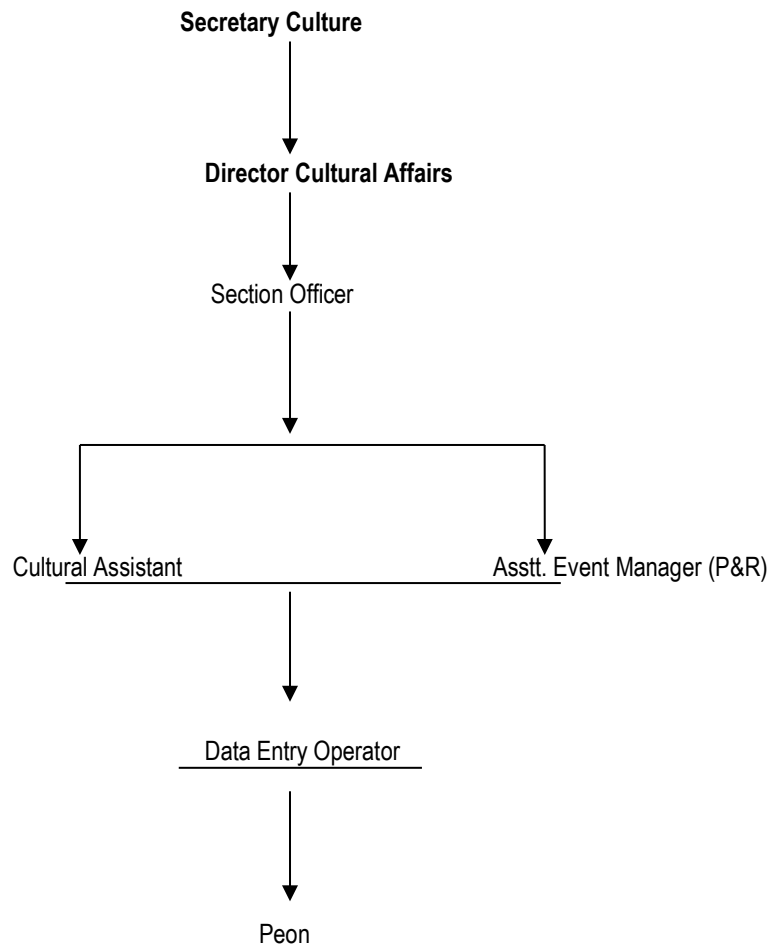 Secretary Culture
Director Cultural Affairs
Section Officer
Cultural Assistant
Asstt. Event Manager (P&R)
Data Entry Operator
Peon